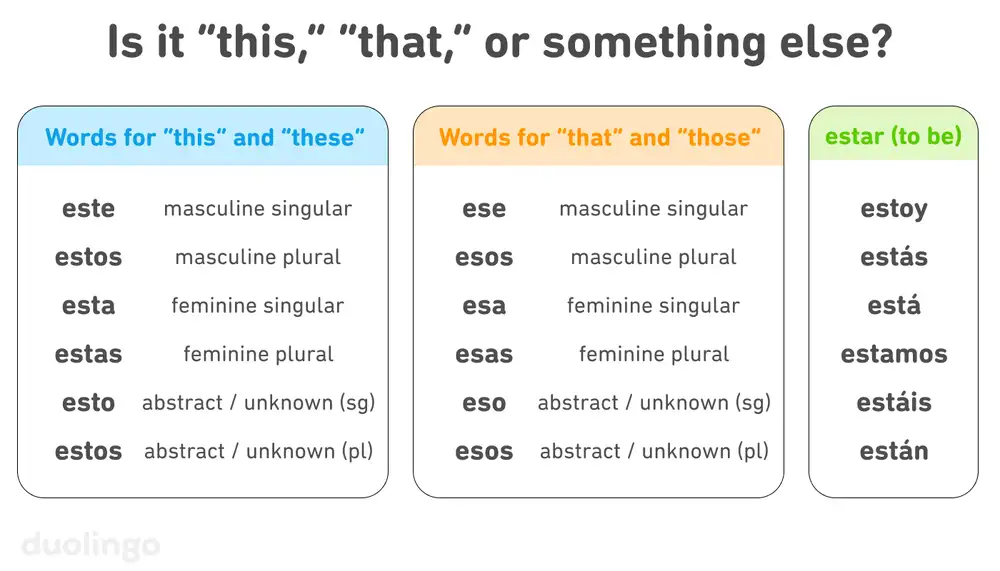 Is it “this,” “that,” or something else?
Words for “this” and “these”
este masculine singular
estos masculine plural
esta feminine singular
estas feminine plural
esto abstract / unknown (sg)
estos abstract / unknown (pl)
Words for “that” and “those”
ese masculine singular
esos masculine plural
esa feminine singular
esas feminine plural
eso abstract / unknown (sg)
esos abstract / unknown (pl)
estar (to be)
estoy
estás
está
estamos
estáis
están
duolingo